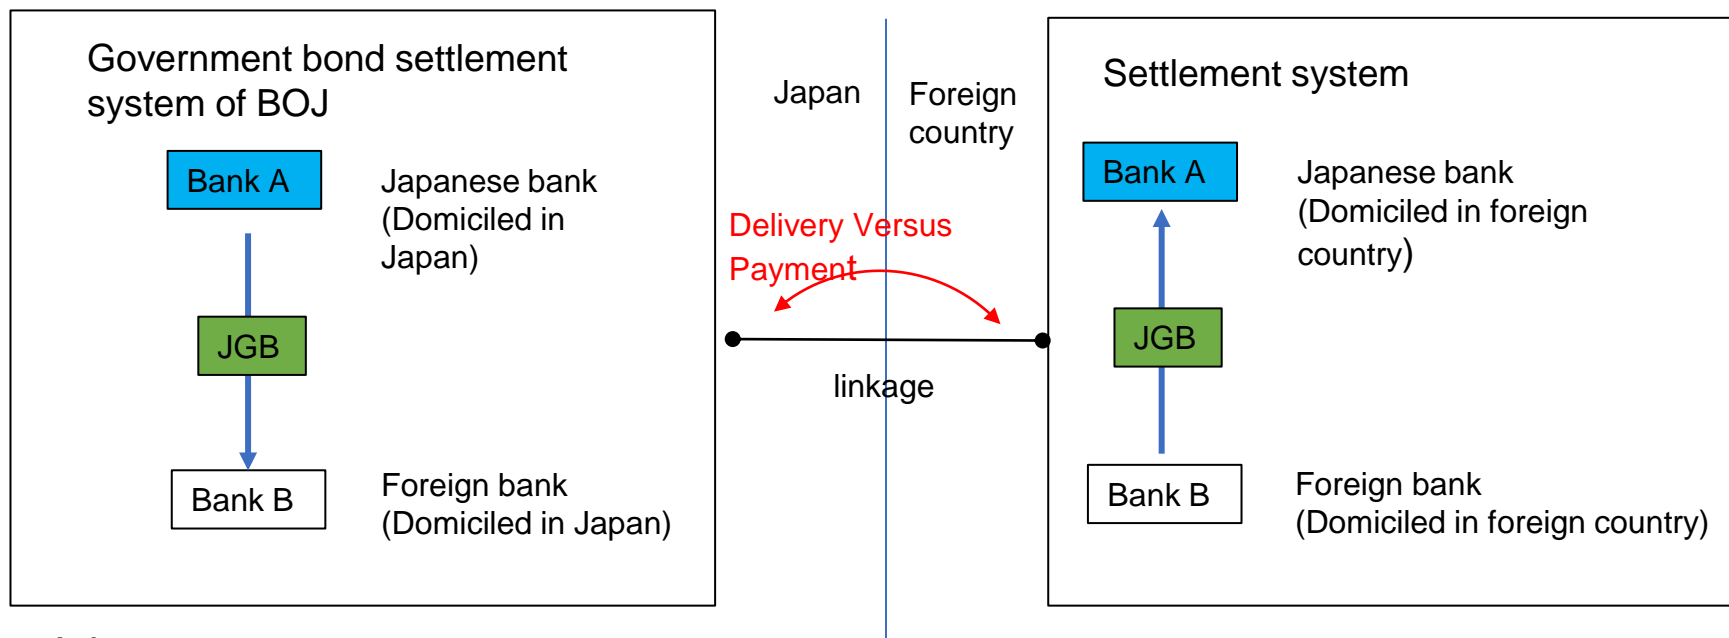 Government bond settlement
system of BOJ
Bank A
Japanese bank
(Domiciled in
Japan)
JGB
Bank B
Foreign bank
(Domiciled in Japan)
Japan
Foreign
country
Delivery Versus
Payment
linkage
Settlement system
Bank A
Japanese bank
(Domiciled in foreign
country)
JGB
Bank B
Foreign bank
(Domiciled in foreign country)